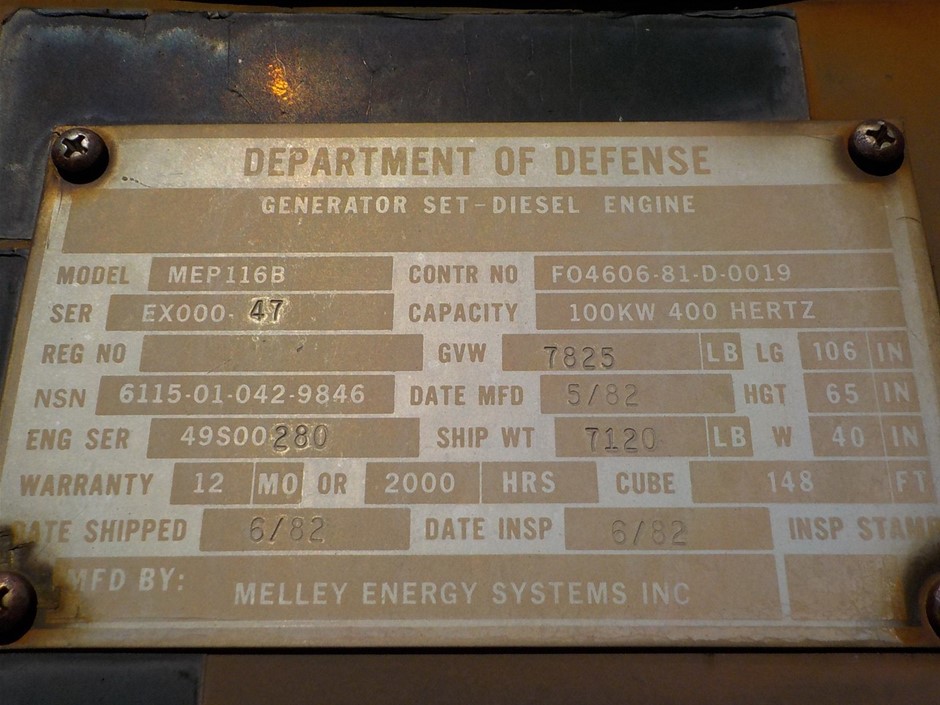 DEPARTMENT OF DEFENSE
GENERATOR SET-DIESEL ENGINE
MODEL MEP116B CONTR NO FO4606-81-D-0019
SER EX000-47 CAPACITY 100KW 400 HERTZ
REG NO GVW 7825 LB LG 106 IN
NSN 6115-01-042-9846 DATE MFD 5/82 HGT 65 IN
ENG SER 49S00280 SHIP WT 7120 LB W 40 IN
WARRANTY 12 MO OR 2000 HRS CUBE 148 FT
DATE SHIPPED 6/82 DATE INSP 6/82 INSP STAMP
MFD BY: MELLEY ENERGY SYSTEMS INC